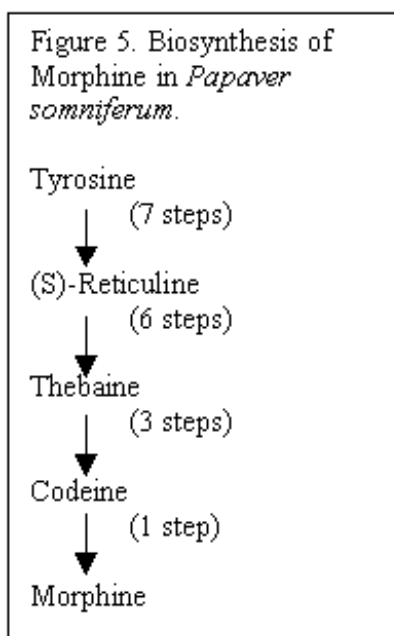 Figure 5. Biosynthesis of
Morphine in Papaver
somniferum.
Tyrosine
(7 steps)
(S)-Reticuline
(6 steps)
Thebaine
(3 steps)
Codeine
(1 step)
Morphine